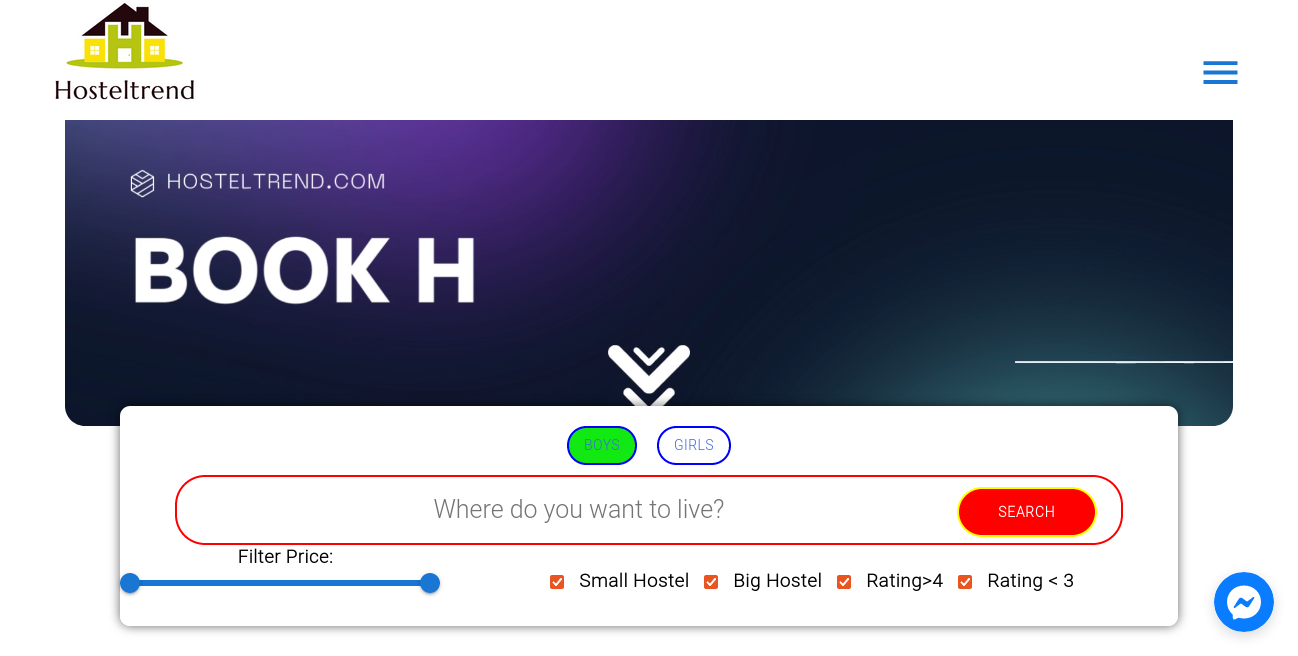 Hosteltrend
HOSTELTREND.COM
BOOK H
BOYS
GIRLS
Where do you want to live?
SEARCH
Filter Price:
Small Hostel
Big Hostel
Rating>4
Rating < 3